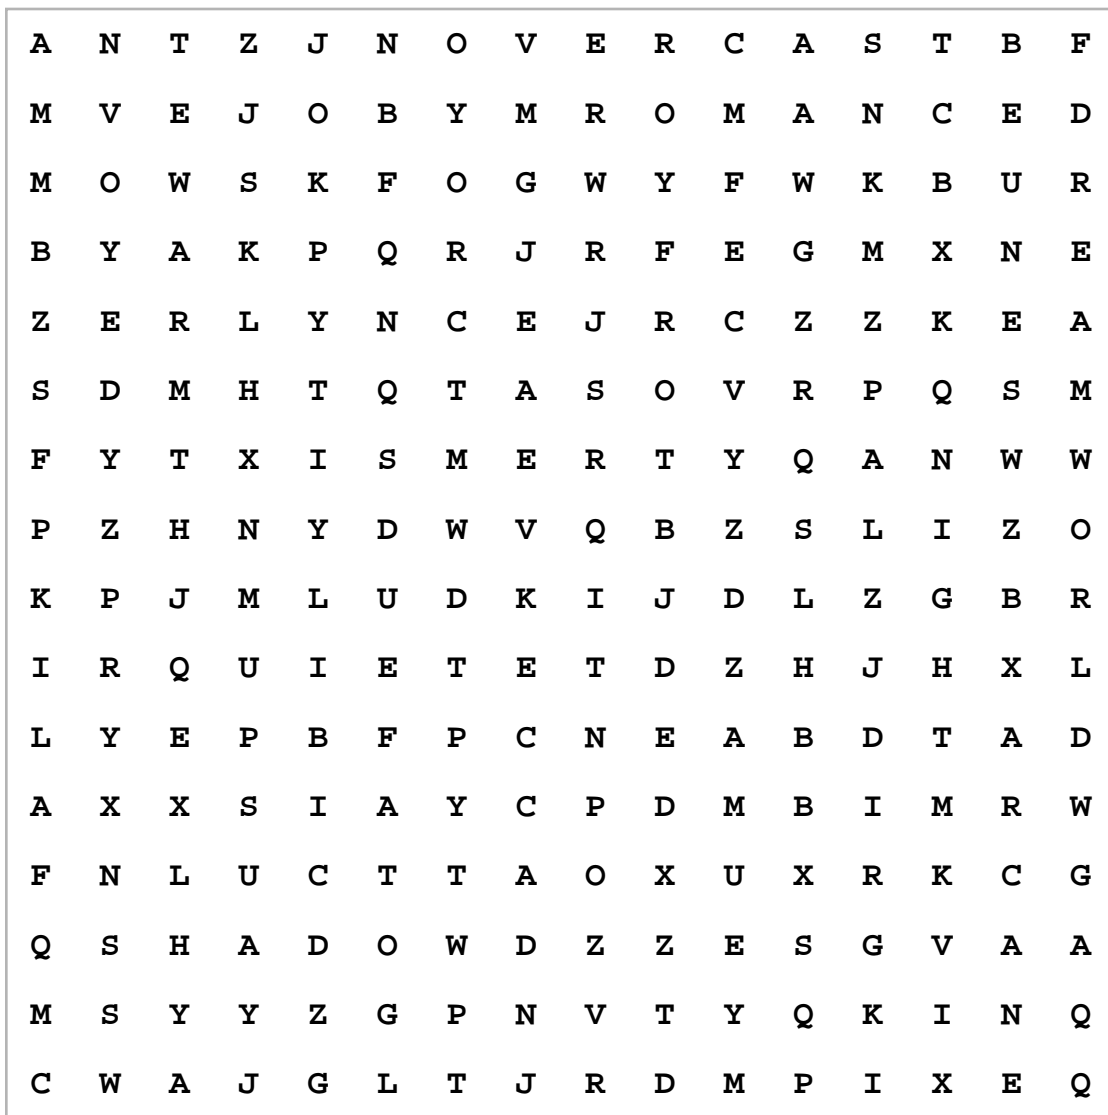 A N T Z J N O V E R C A S T B F
M V E J O B Y M R O M A N C E D
M O W S K F O G W Y F W K B U R
B Y A K P Q R J R F E G M X N E
Z E R L Y N C E J R C Z Z K E A
S D M H T Q T A S O V R P Q S M
F Y T X I S M E R T Y Q A N W W
P Z H N Y D W V Q B Z S L I Z O
K P J M L U D K I J D L Z G B R
I R Q U I E T E T D Z H J H X L
L Y E P B F P C N E A B D T A D
A X X S I A Y C P D M B I M R W
F N L U C T T A O X U X R K C G
Q S H A D O W D Z Z E S G V A A
M S Y Y Z G P N V T Y Q K I N Q
C W A J G L T J R D M P I X E Q